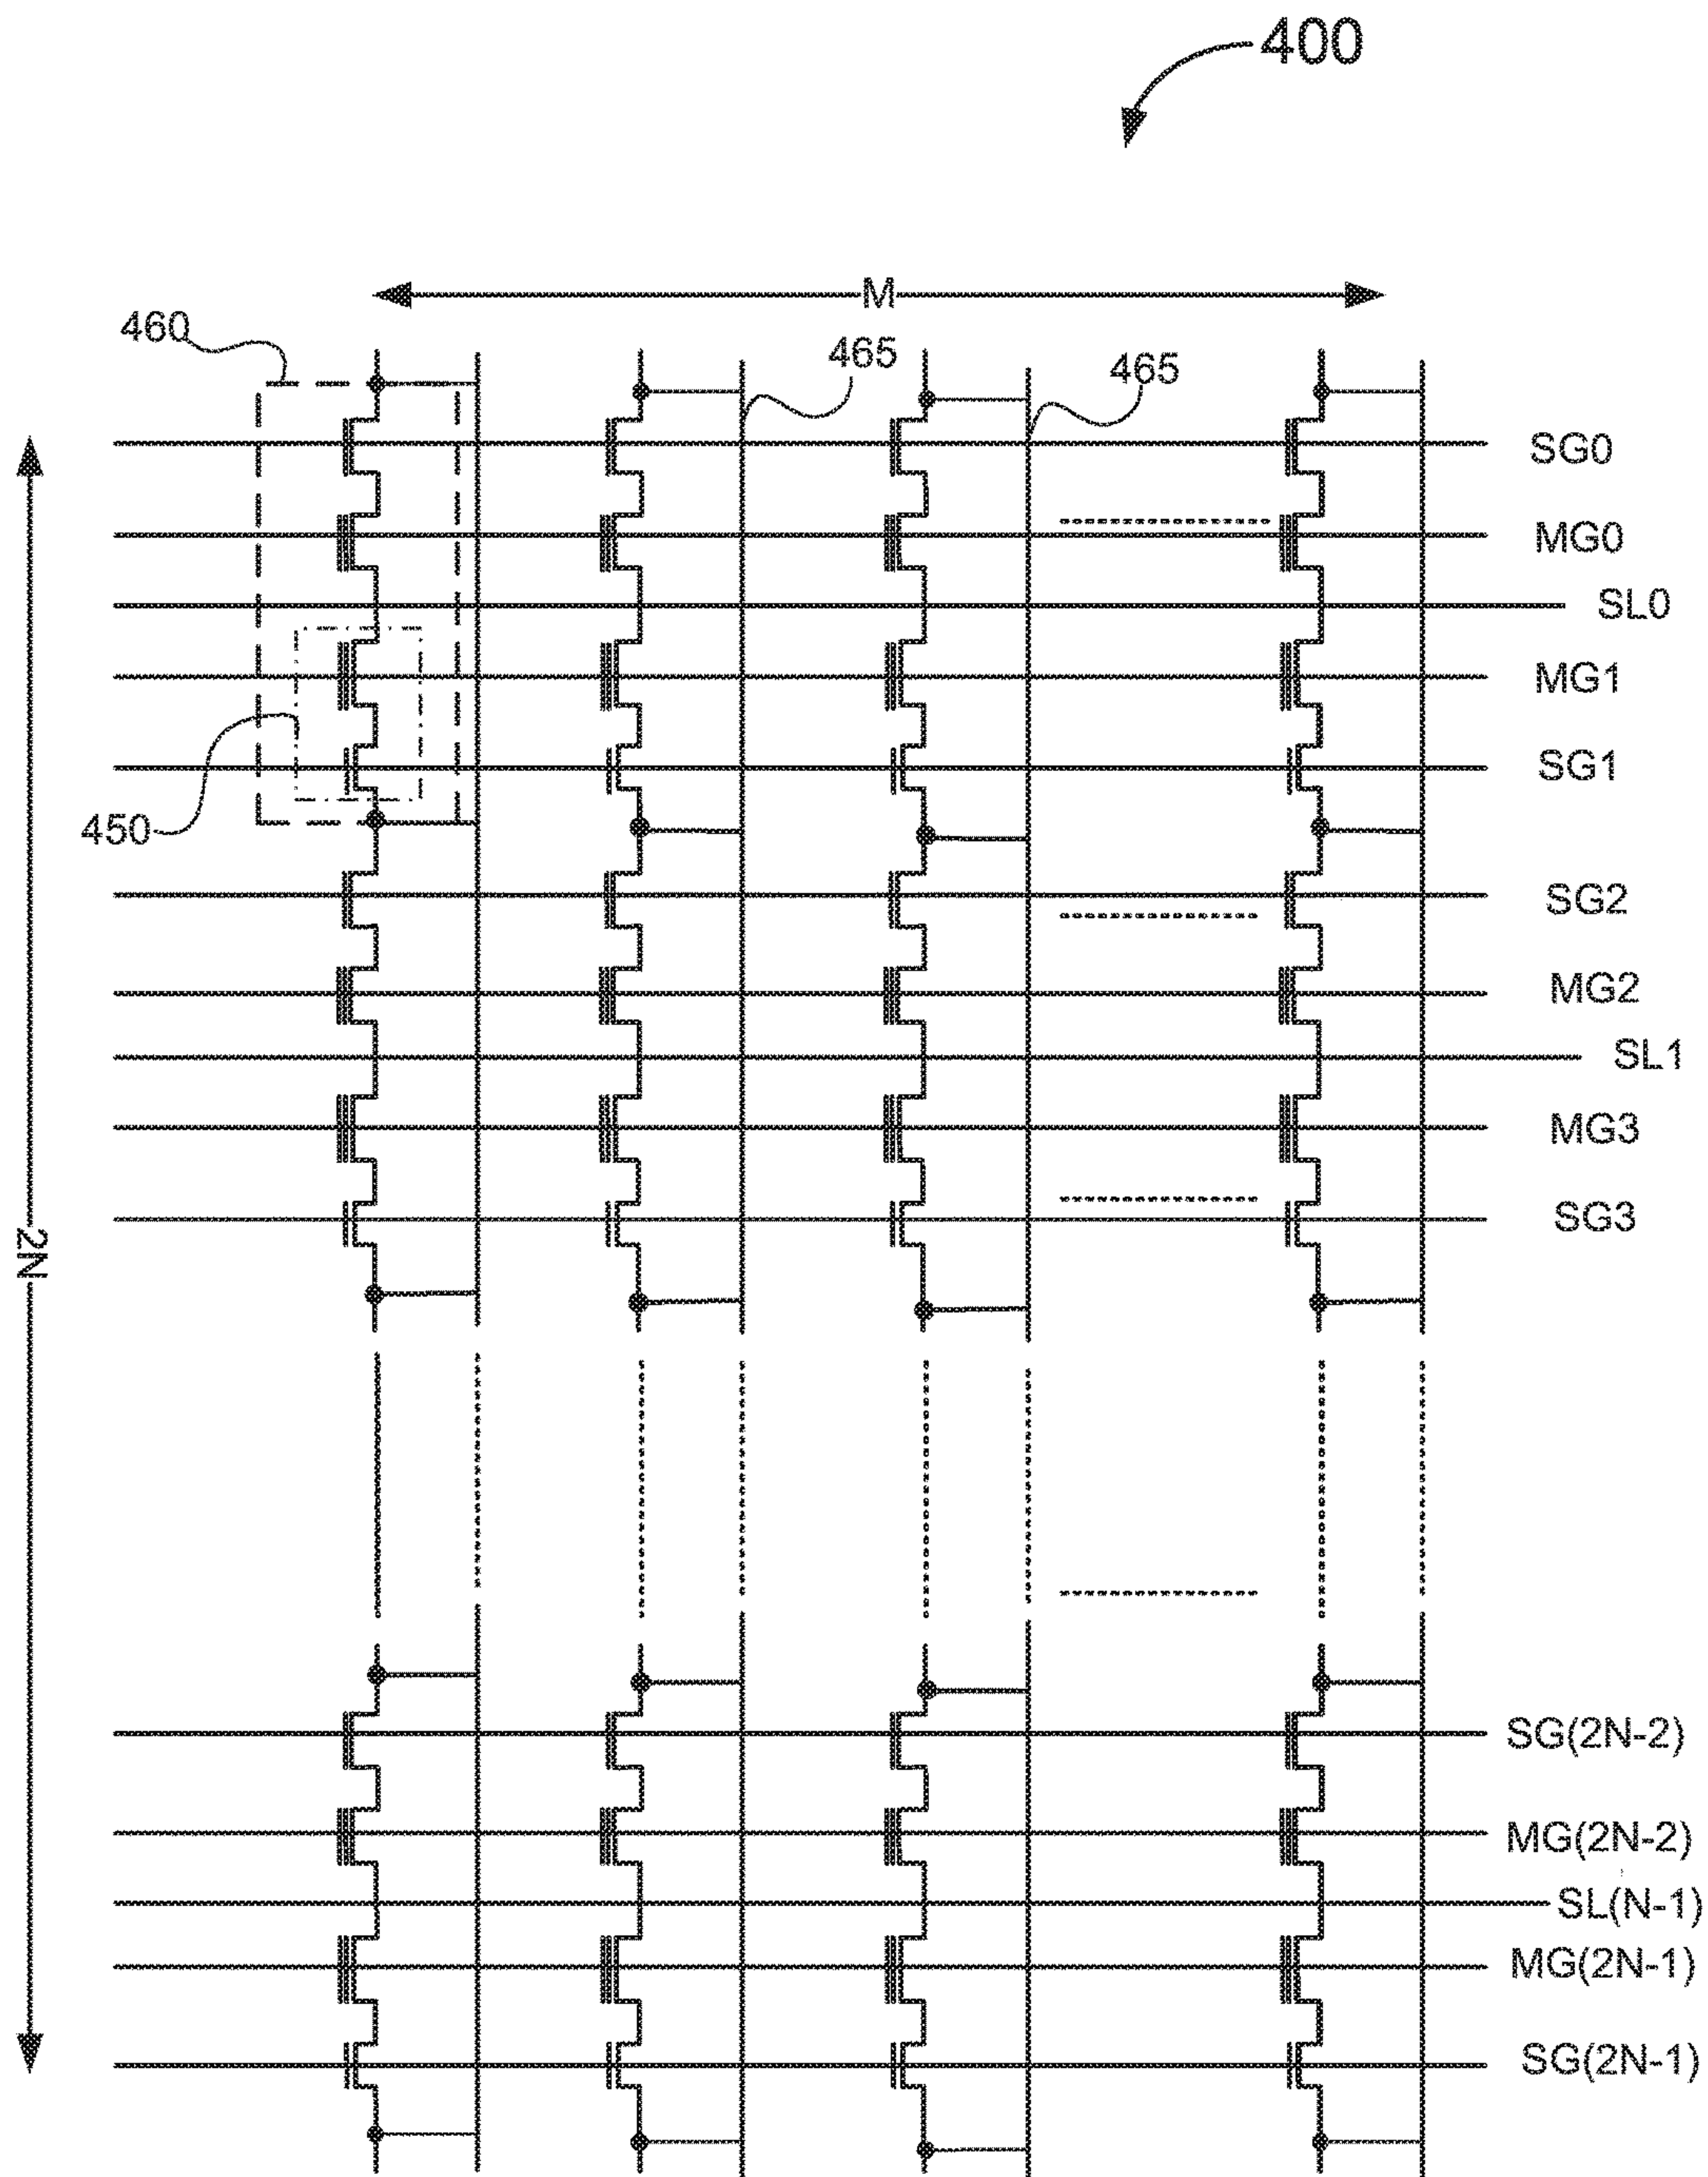 400
M
460
465
465
SG0
MG0
SL0
MG1
SG1
450
SG2
MG2
SL1
MG3
SG3
2N
SG(2N-2)
MG(2N-2)
SL(N-1)
MG(2N-1)
SG(2N-1)